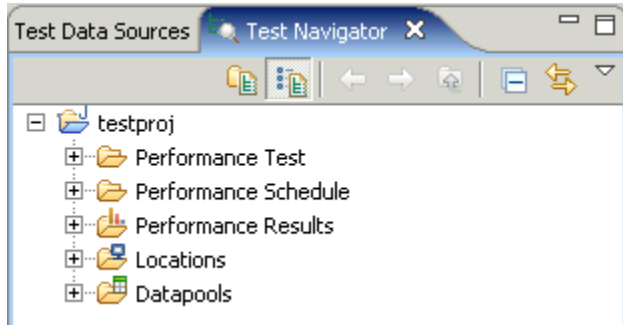 Test Data Sources Test Navigator
testproj
Performance Test
Performance Schedule
Performance Results
Locations
Datapools